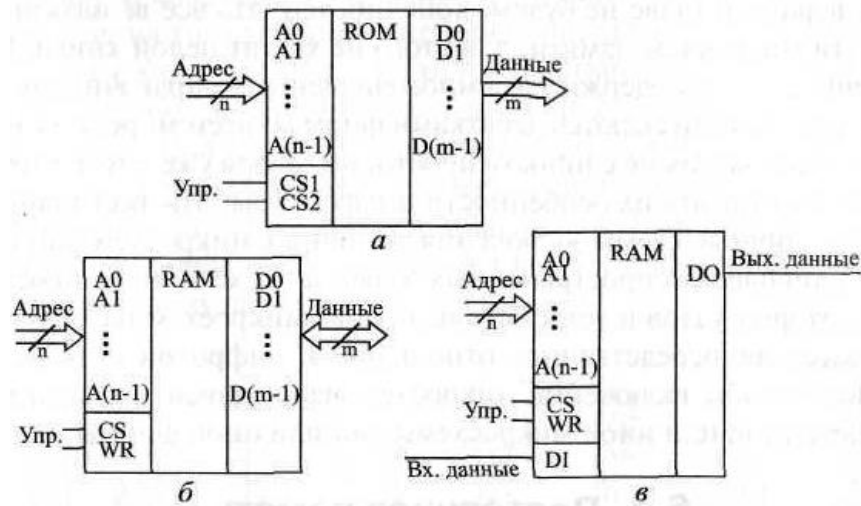 A0 ROM D0
A1 D1
Адрес Данные
n m
A(n-1) D(m-1)
Упр. CS1
CS2
а
A0 RAM D0
A1 D1
Адрес Данные
n m
A(n-1) D(m-1)
Упр. CS
WR
б
A0 RAM DO Вых. данные
A1
Адрес
n
A(n-1)
Упр. CS
WR
Вх. данные DI
в